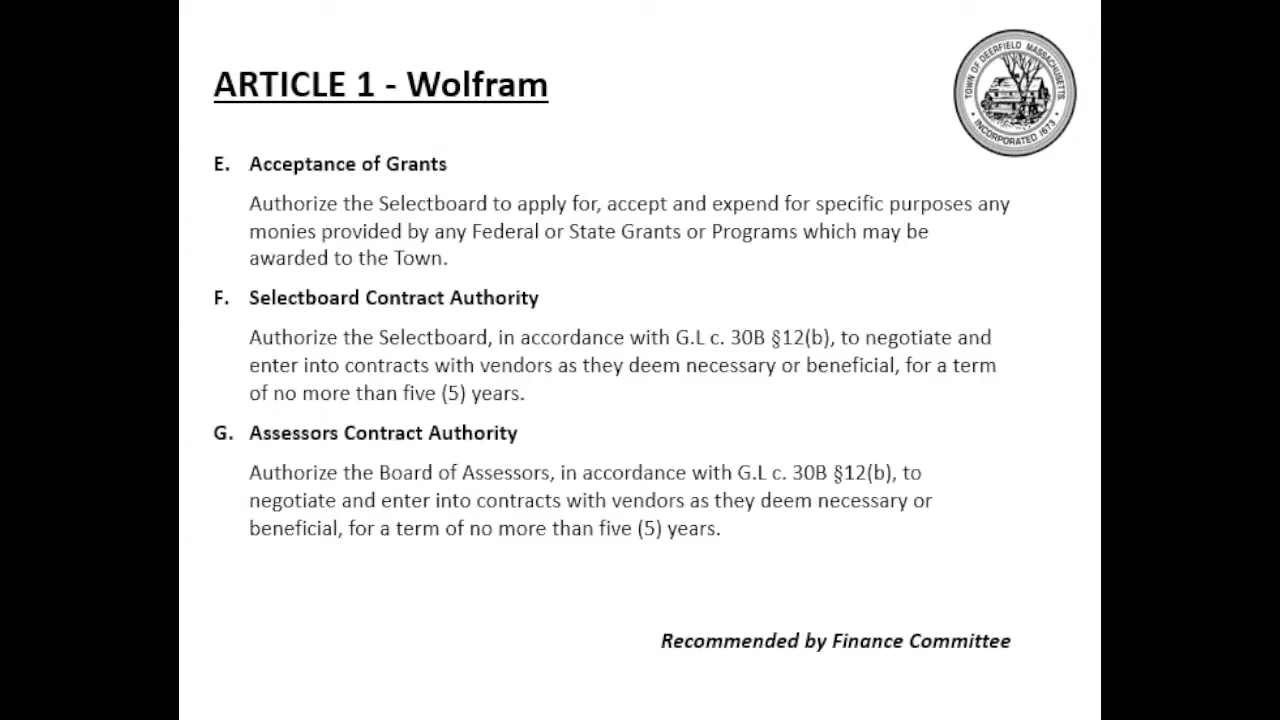 ARTICLE 1 - Wolfram
TOWN OF DEERFIELD MASSACHUSETTS
INCORPORATED 1673
E. Acceptance of Grants
Authorize the Selectboard to apply for, accept and expend for specific purposes any
monies provided by any Federal or State Grants or Programs which may be
awarded to the Town.
F. Selectboard Contract Authority
Authorize the Selectboard, in accordance with G.L c. 30B §12(b), to negotiate and
enter into contracts with vendors as they deem necessary or beneficial, for a term
of no more than five (5) years.
G. Assessors Contract Authority
Authorize the Board of Assessors, in accordance with G.L c. 30B §12(b), to
negotiate and enter into contracts with vendors as they deem necessary or
beneficial, for a term of no more than five (5) years.
Recommended by Finance Committee